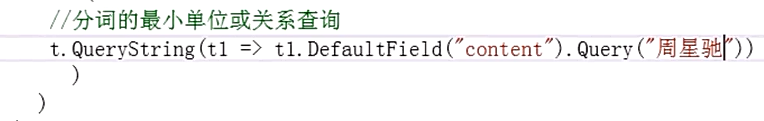 //分词的最小单位或关系查询
t.QueryString(t1 => t1.DefaultField("content").Query("周星驰"))
)
)